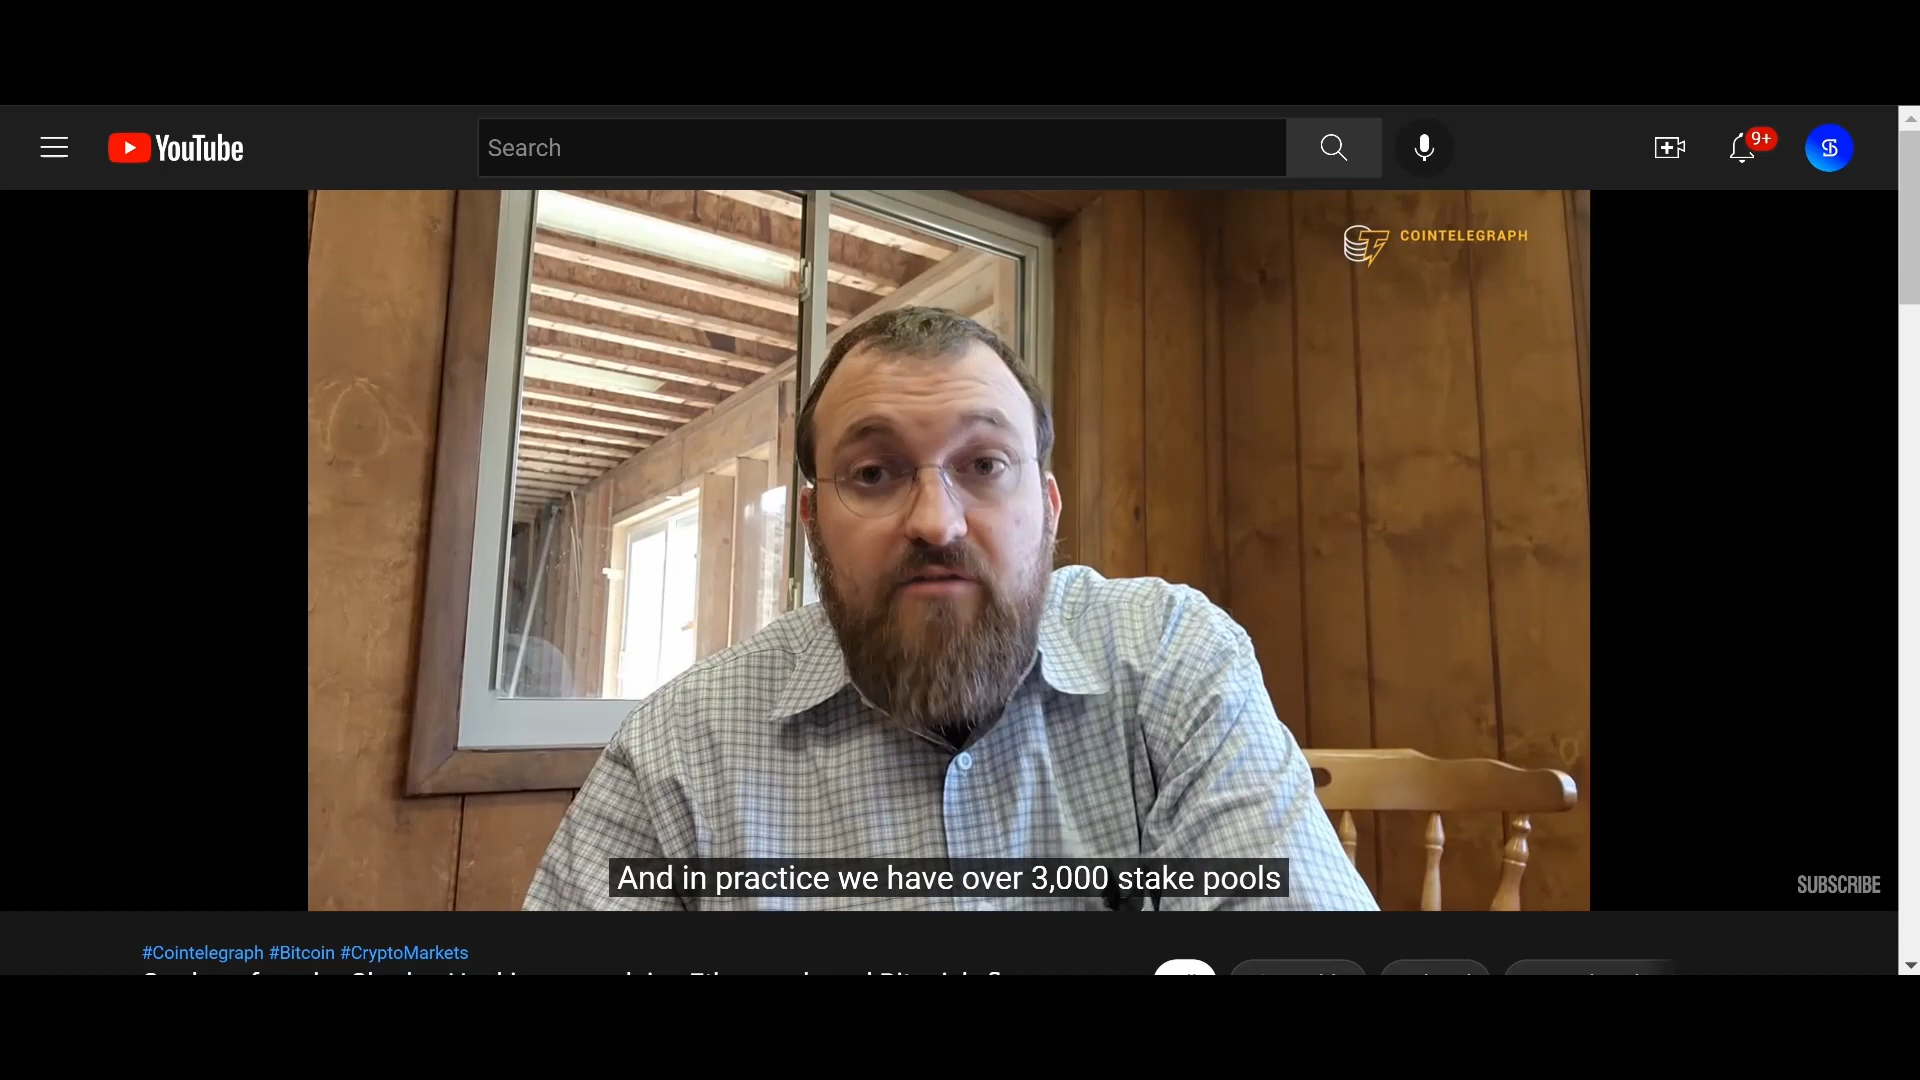 YouTube
Search
9+
COINTELEGRAPH
And in practice we have over 3,000 stake pools
SUBSCRIBE
#Cointelegraph #Bitcoin #CryptoMarkets